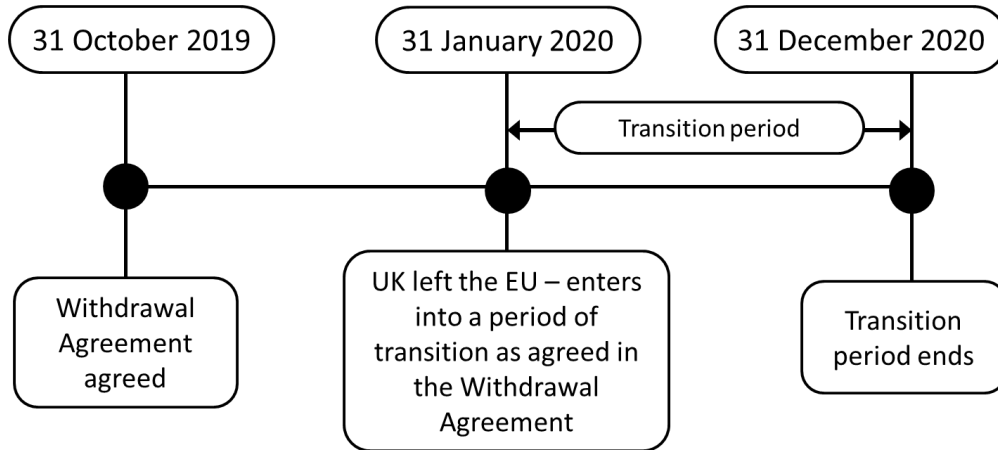 31 October 2019
31 January 2020
31 December 2020
Transition period
Withdrawal
Agreement
agreed
UK left the EU – enters
into a period of
transition as agreed in
the Withdrawal
Agreement
Transition
period ends